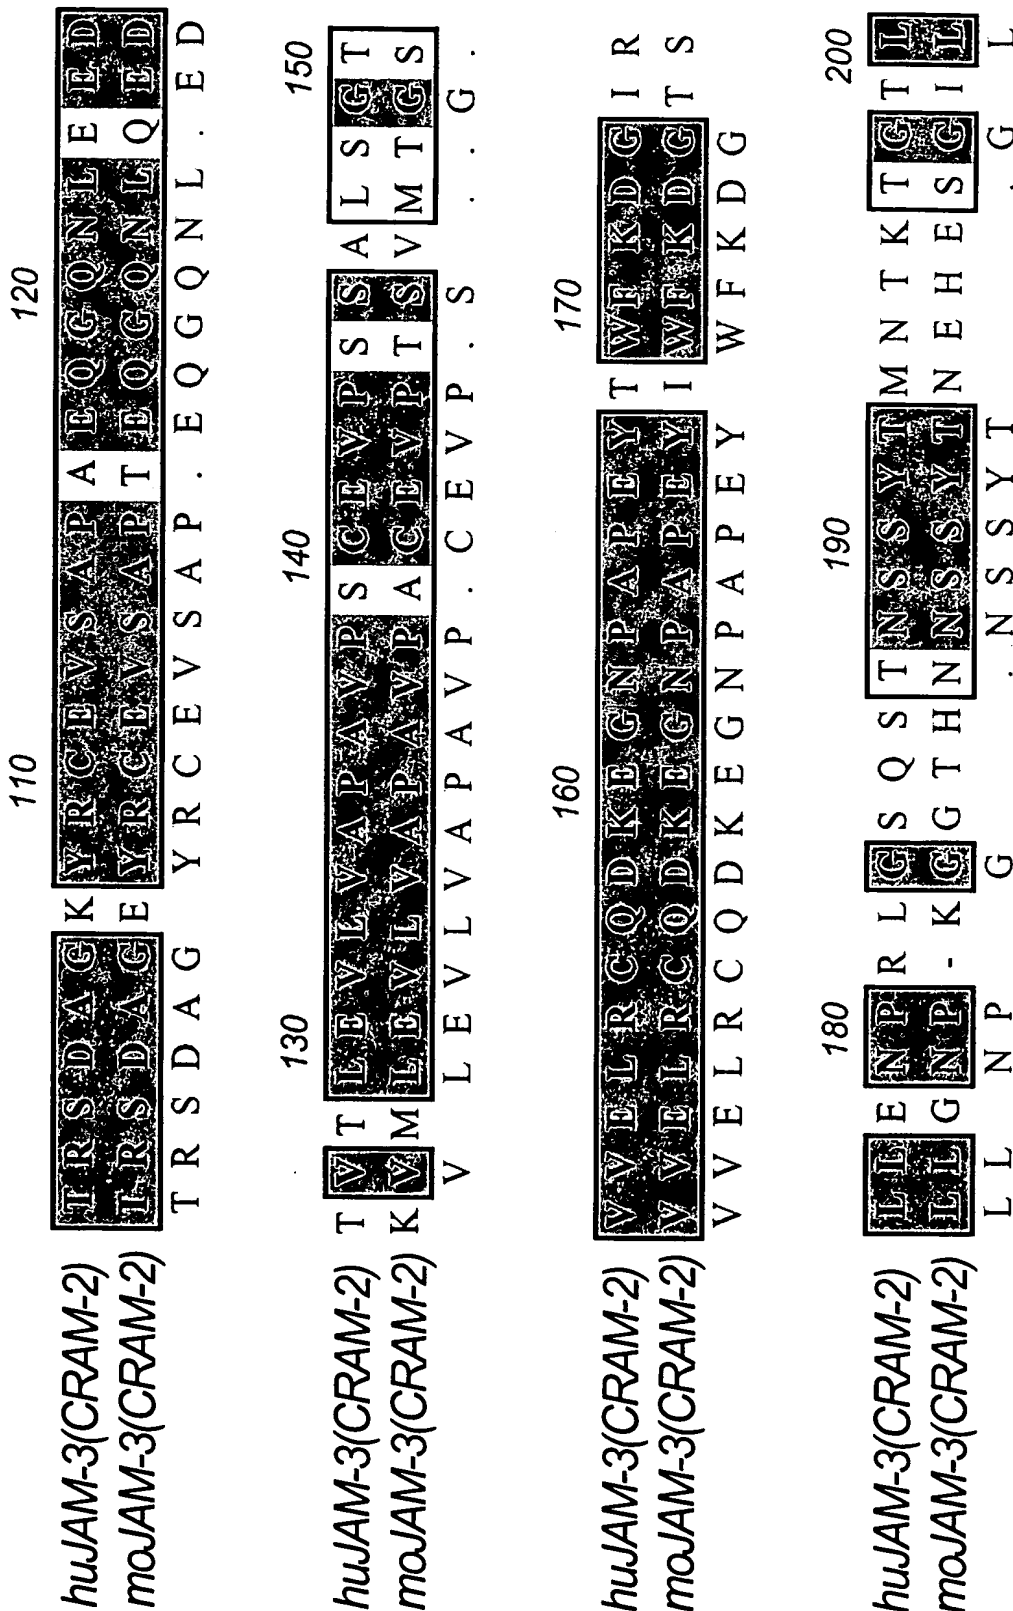 110 120
huJAM-3(CRAM-2) T R S D A G K Y R C E V S A P A E Q G Q N L E E D
moJAM-3(CRAM-2) T R S D A G E Y R C E V S A P T E Q G Q N L Q E D
T R S D A G Y R C E V S A P . E Q G Q N L . E D
130 140 150
huJAM-3(CRAM-2) T V T L E V L V A P A V P S C E V P S S A L S G T
moJAM-3(CRAM-2) K V M L E V L V A P A V P A C E V P T S V M T G S
V L E V L V A P A V P . C E V P . S . . G .
160 170
huJAM-3(CRAM-2) V V E L R C Q D K E G N P A P E Y T W F K D G I R
moJAM-3(CRAM-2) V V E L R C Q D K E G N P A P E Y I W F K D G T S
V V E L R C Q D K E G N P A P E Y W F K D G
180 190 200
huJAM-3(CRAM-2) L L E N P R L G S Q S T N S S Y T M N T K T G T L
moJAM-3(CRAM-2) L L G N P - K G G T H N N S S Y T N E H E S G I L
L L N P G . N S S Y T . G L